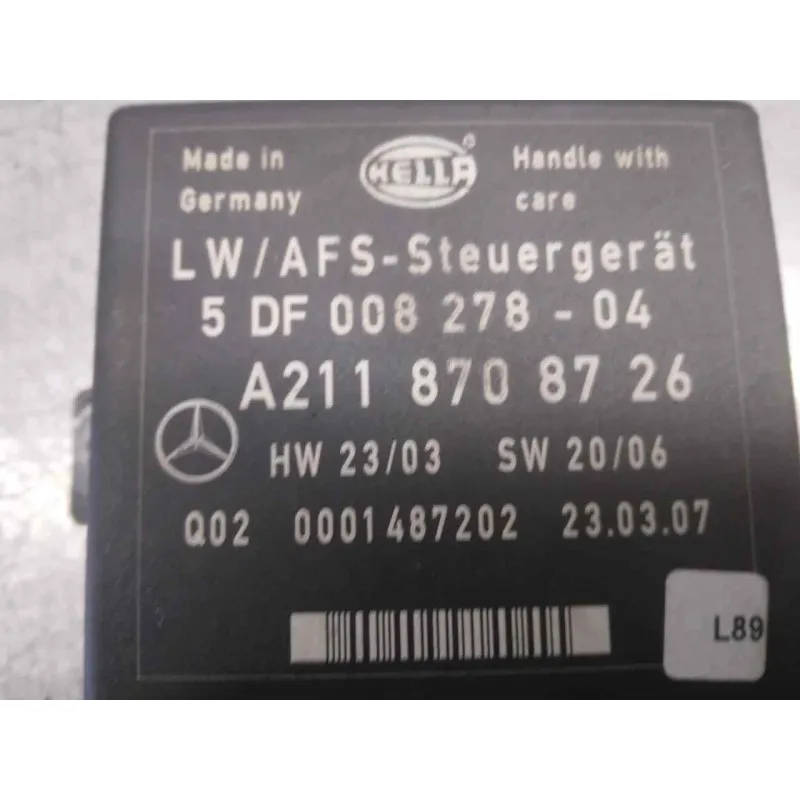 Made in
Germany
HELLA
Handle with
care
LW/AFS-Steuergerät
5 DF 008 278 - 04
A211 870 87 26
HW 23/03 SW 20/06
Q02 0001487202 23.03.07
L89